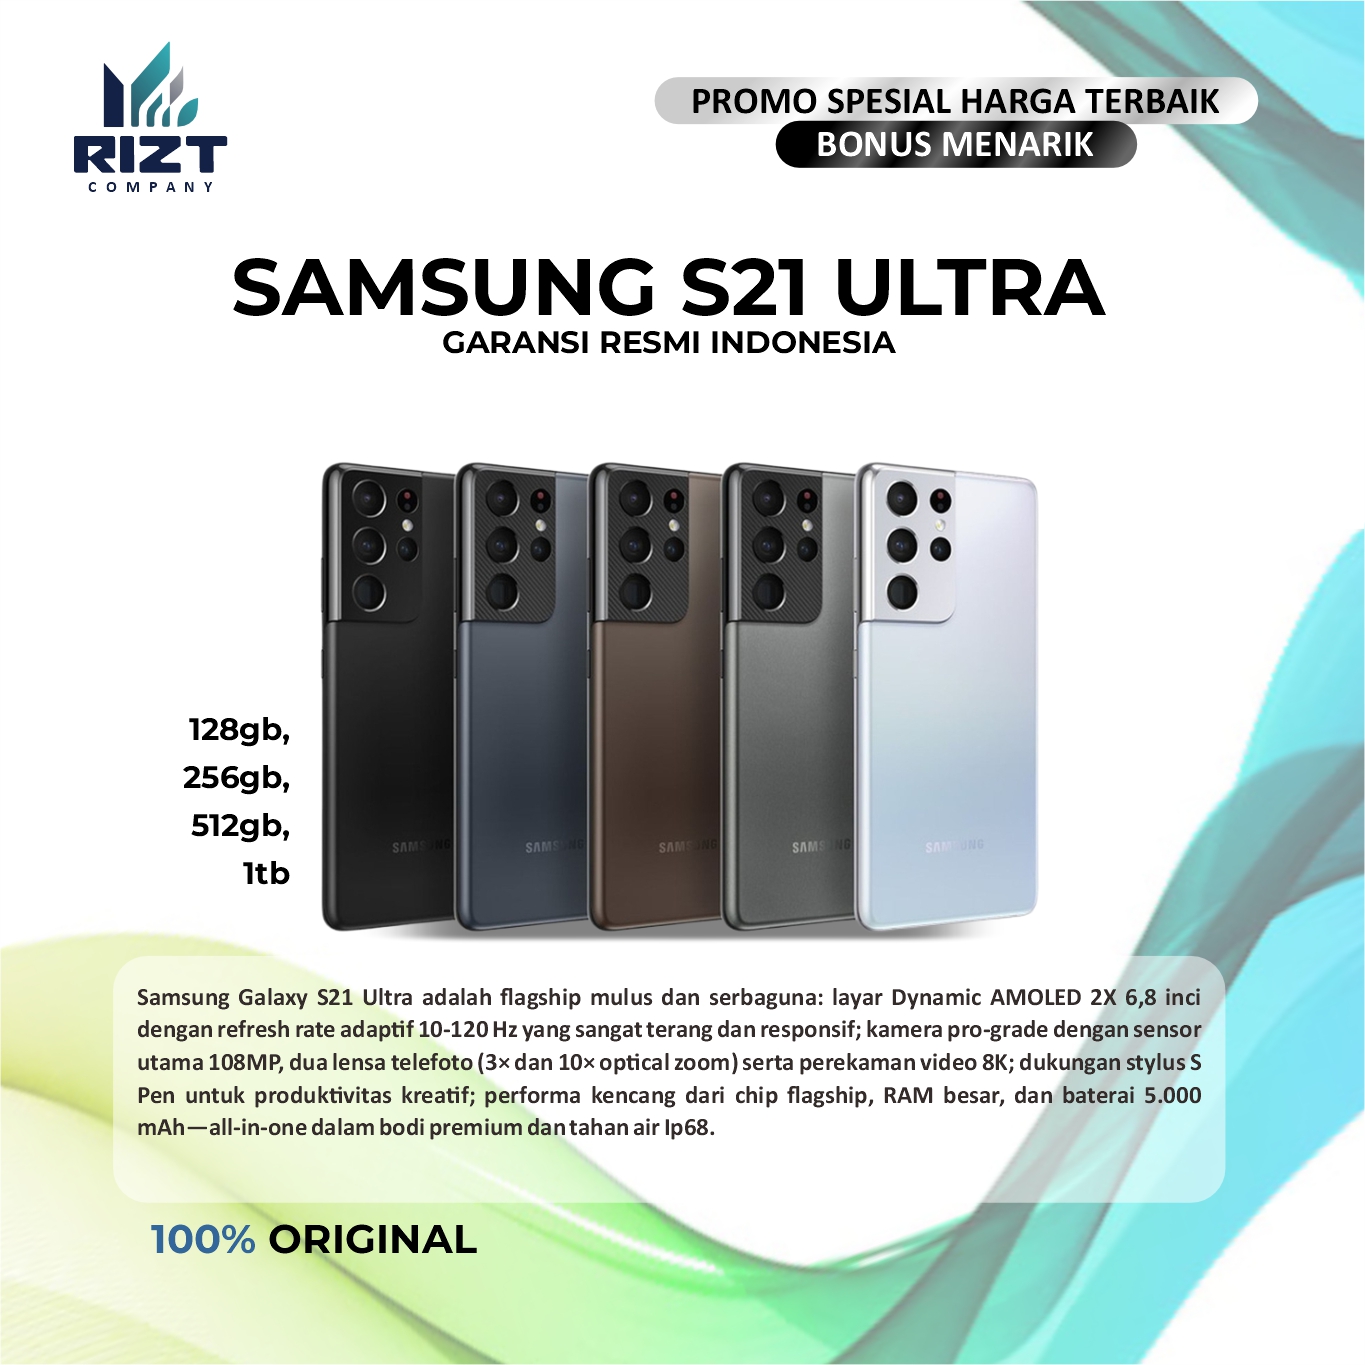 RIZT
COMPANY
PROMO SPESIAL HARGA TERBAIK
BONUS MENARIK
SAMSUNG S21 ULTRA
GARANSI RESMI INDONESIA
128gb,
256gb,
512gb,
1tb
SAMSUNG
SAMSUNG
SAMSUNG
SAMSUNG
SAMSUNG
Samsung Galaxy S21 Ultra adalah flagship mulus dan serbaguna: layar Dynamic AMOLED 2X 6,8 inci
dengan refresh rate adaptif 10-120 Hz yang sangat terang dan responsif; kamera pro-grade dengan sensor
utama 108MP, dua lensa telefoto (3× dan 10× optical zoom) serta perekaman video 8K; dukungan stylus S
Pen untuk produktivitas kreatif; performa kencang dari chip flagship, RAM besar, dan baterai 5.000
mAh—all-in-one dalam bodi premium dan tahan air Ip68.
100% ORIGINAL